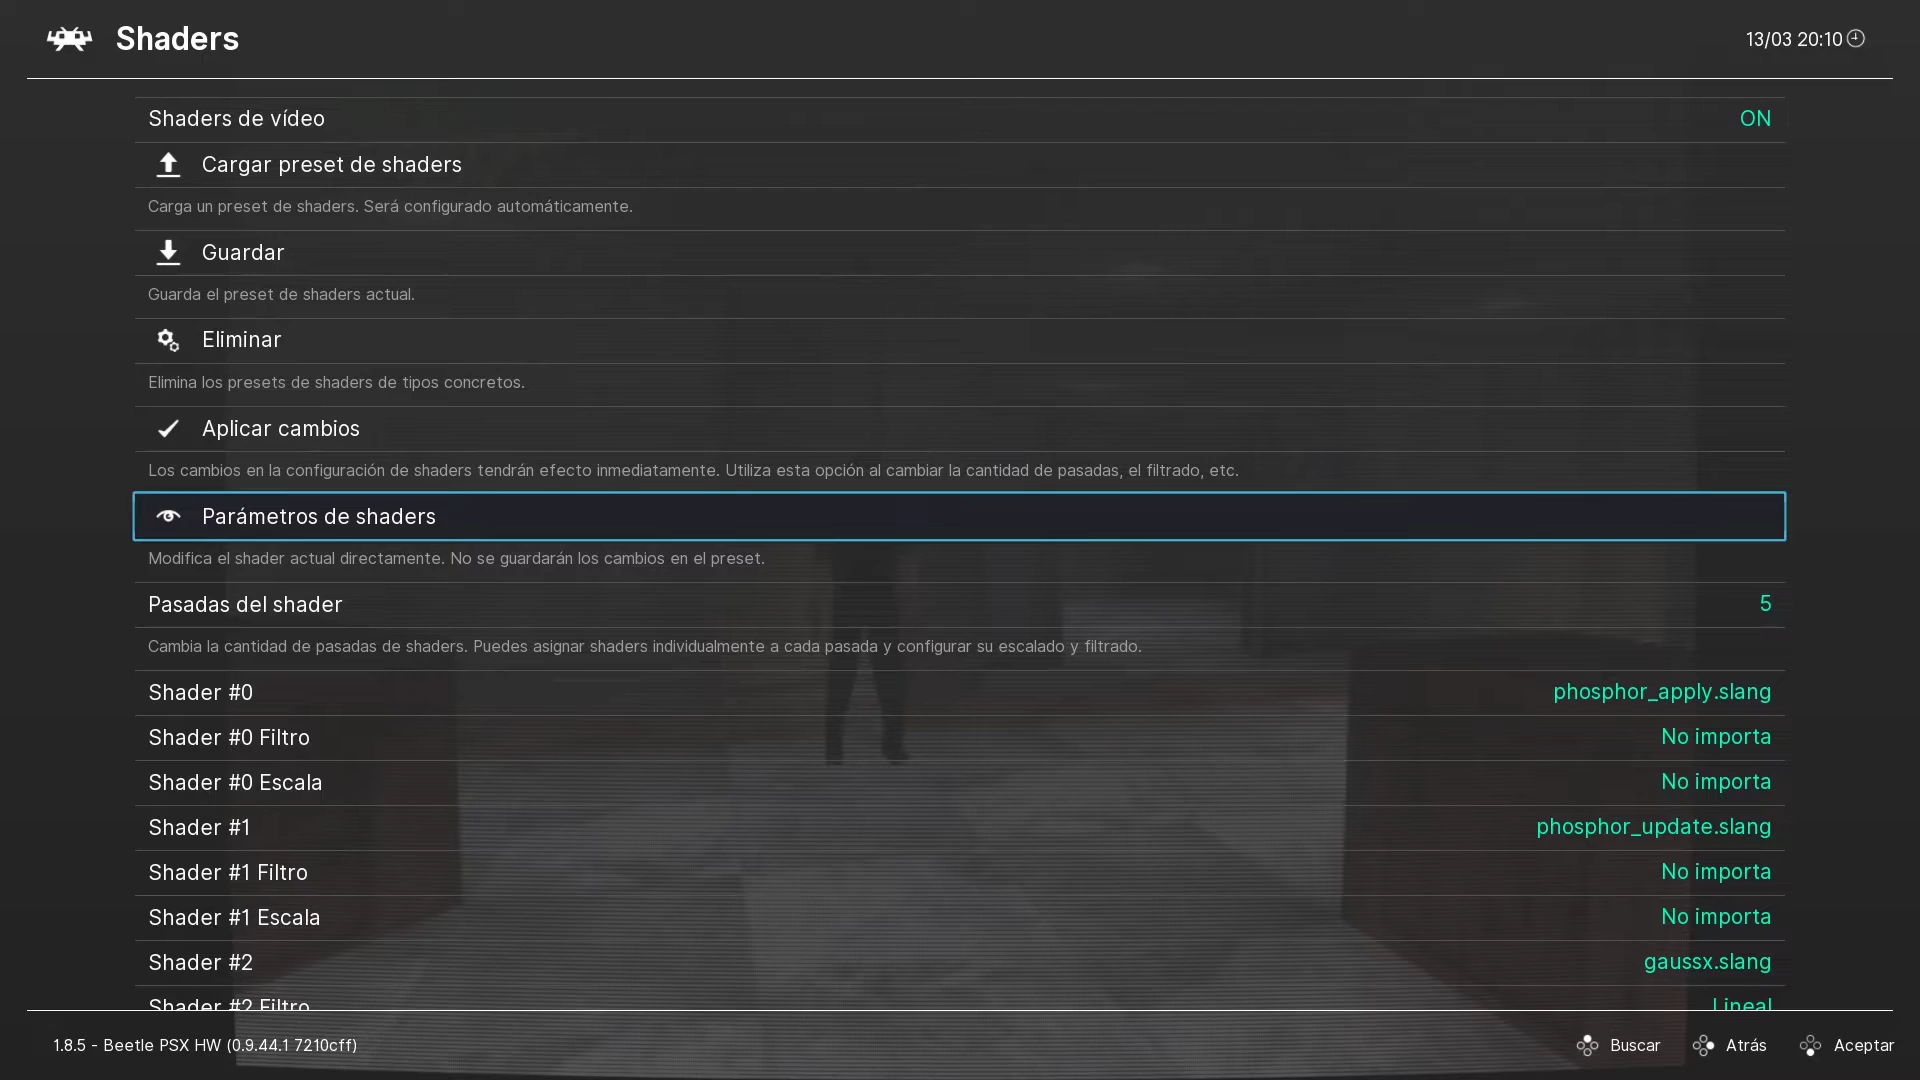 Shaders
13/03 20:10
Shaders de vídeo ON
Cargar preset de shaders
Carga un preset de shaders. Será configurado automáticamente.
Guardar
Guarda el preset de shaders actual.
Eliminar
Elimina los presets de shaders de tipos concretos.
Aplicar cambios
Los cambios en la configuración de shaders tendrán efecto inmediatamente. Utiliza esta opción al cambiar la cantidad de pasadas, el filtrado, etc.
Parámetros de shaders
Modifica el shader actual directamente. No se guardarán los cambios en el preset.
Pasadas del shader 5
Cambia la cantidad de pasadas de shaders. Puedes asignar shaders individualmente a cada pasada y configurar su escalado y filtrado.
Shader #0 phosphor_apply.slang
Shader #0 Filtro No importa
Shader #0 Escala No importa
Shader #1 phosphor_update.slang
Shader #1 Filtro No importa
Shader #1 Escala No importa
Shader #2 gaussx.slang
Shader #2 Filtro Lineal
1.8.5 - Beetle PSX HW (0.9.44.1 7210cff)
Buscar Atrás Aceptar